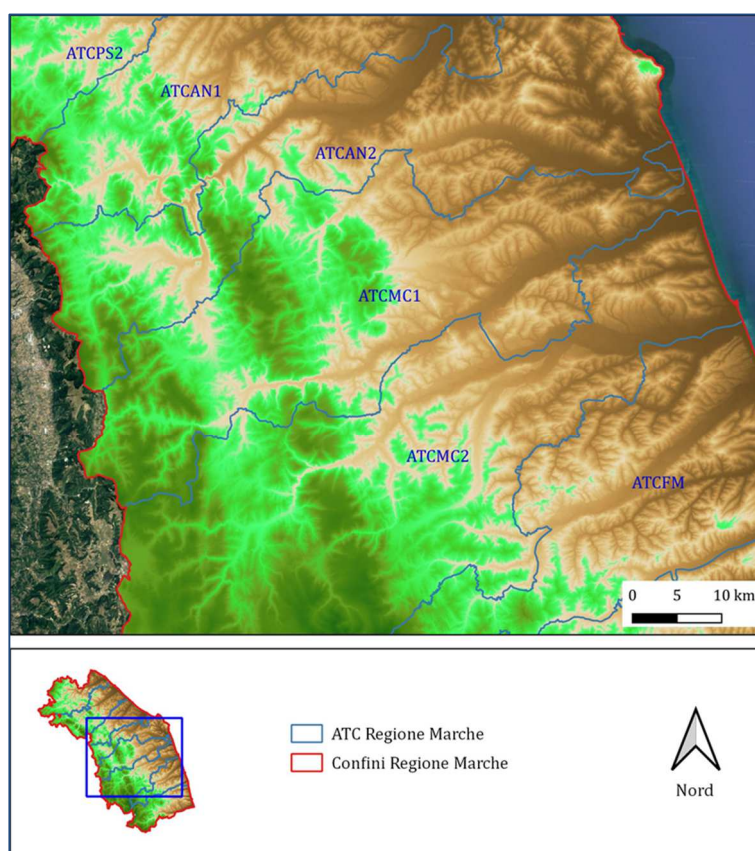 ATCPS2
ATCAN1
ATCAN2
ATCMC1
ATCMC2
ATCFM
0 5 10 km
ATC Regione Marche
Confini Regione Marche
Nord